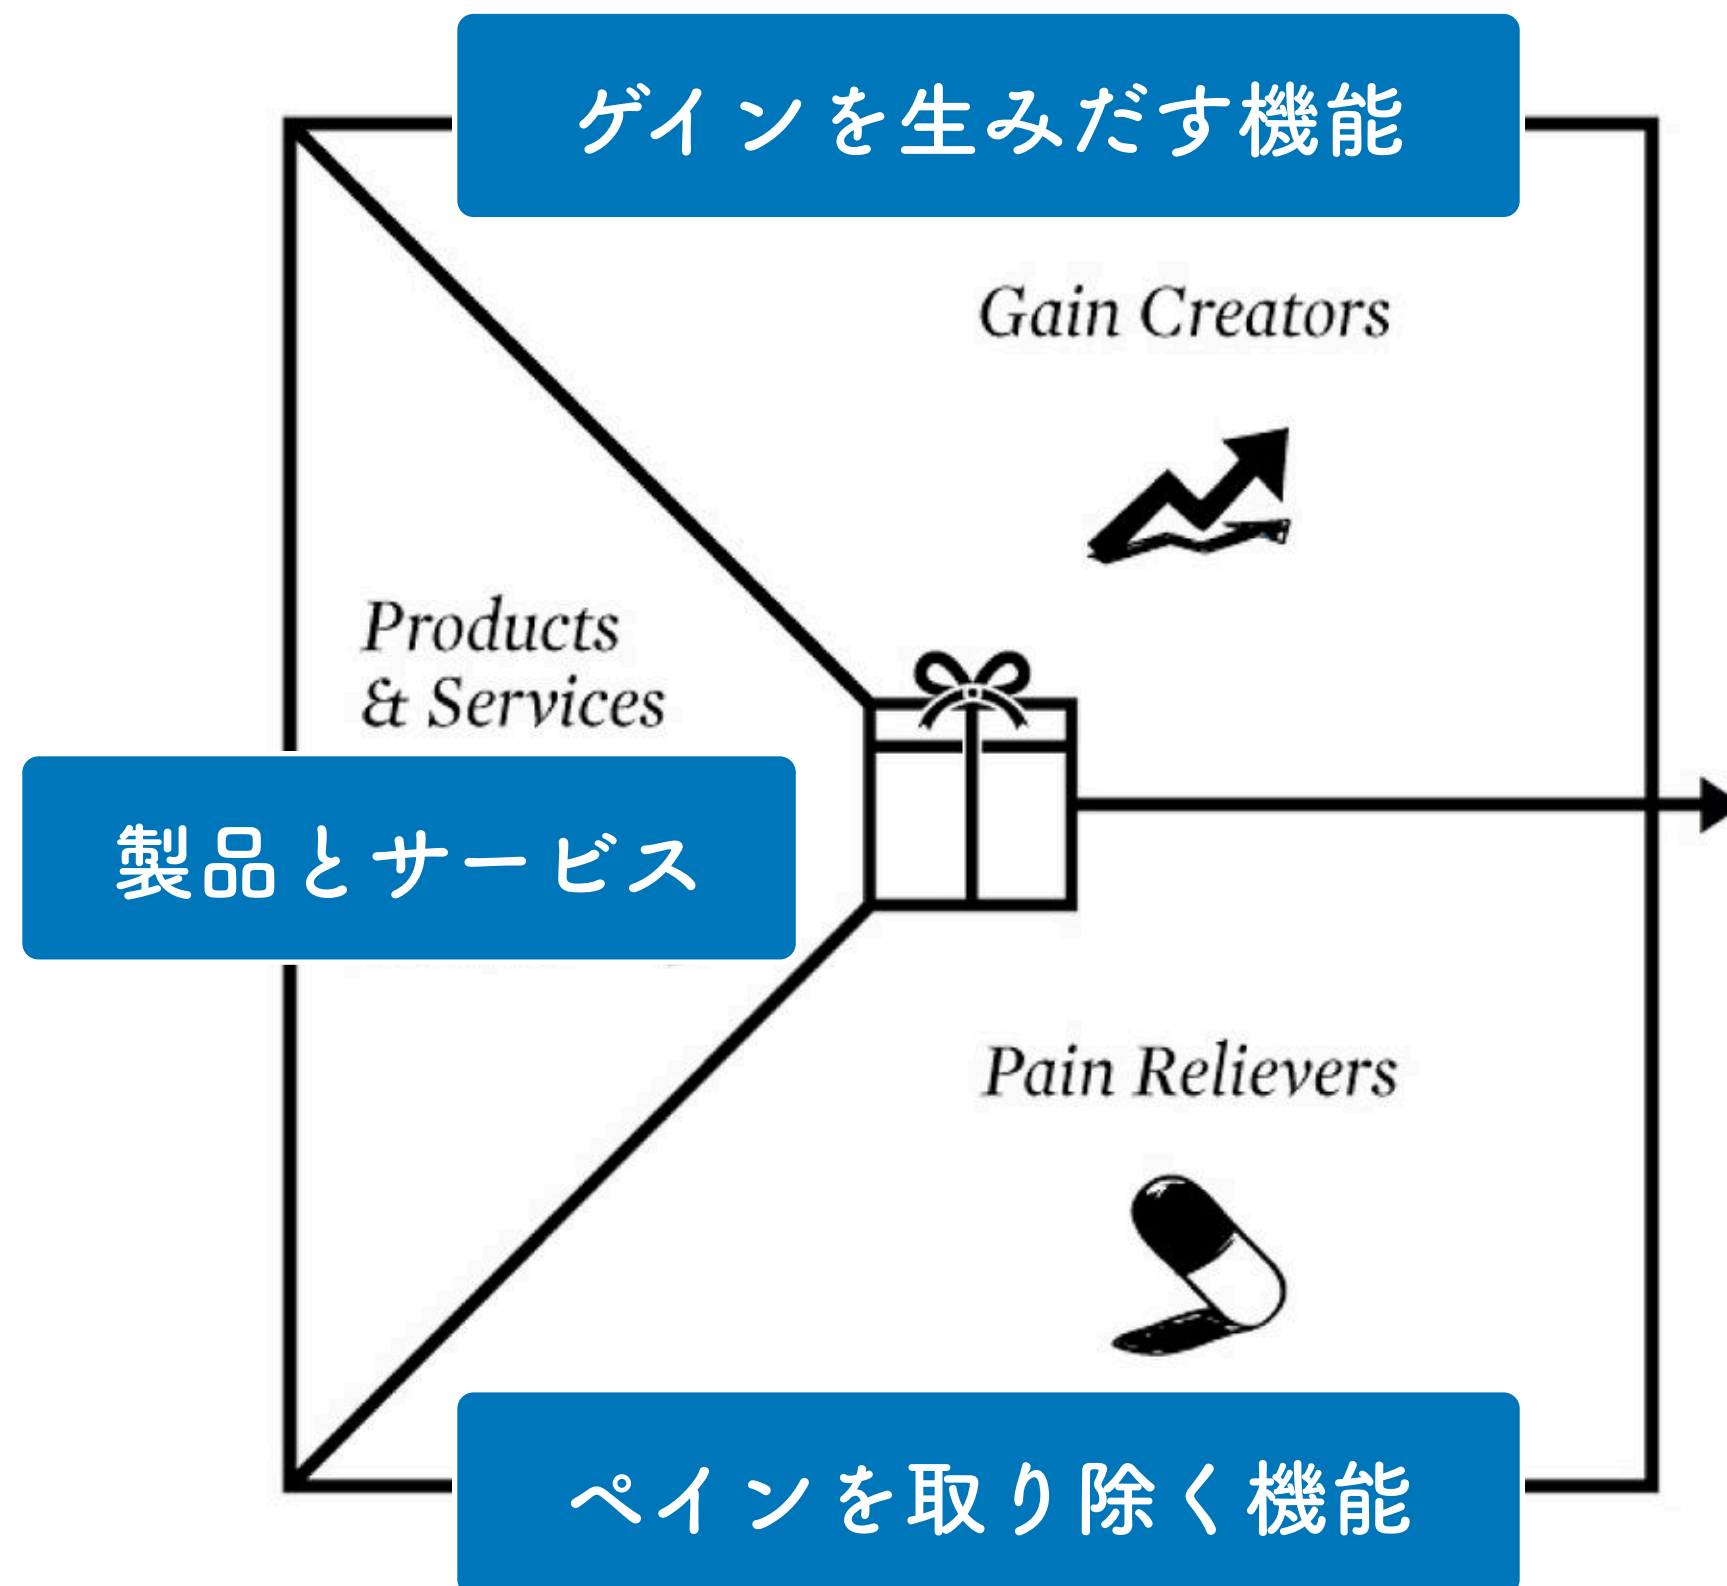 ゲインを生みだす機能
Gain Creators
Products
& Services
製品とサービス
Pain Relievers
ペインを取り除く機能